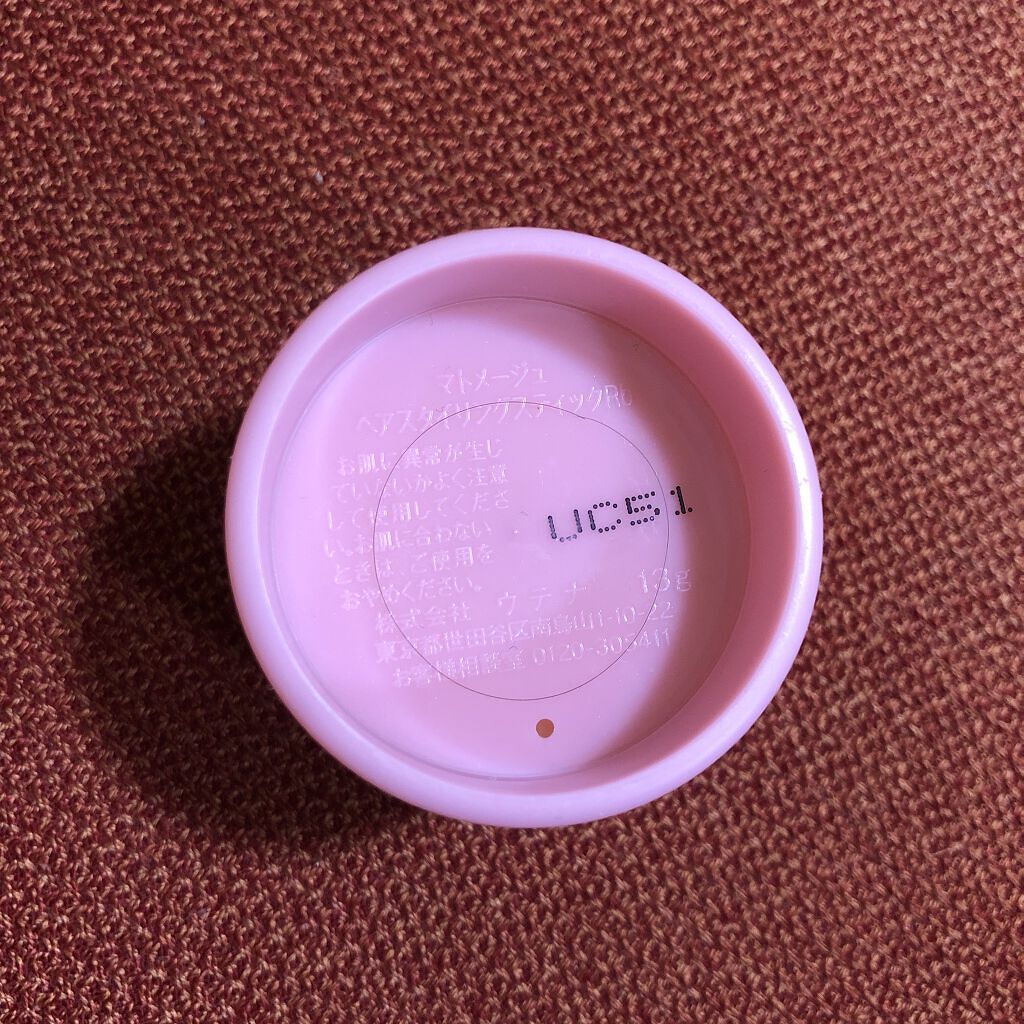 マトメージュ
ヘアスタイリングスティックRb
お肌に異常が生じ
ていないかよく注意
して使用してくださ
い。お肌に合わない
ときは、ご使用を
おやめください。
UC51
株式会社 ウテナ 13g
東京都世田谷区南烏山1-10-22
お客様相談室 0120-305411